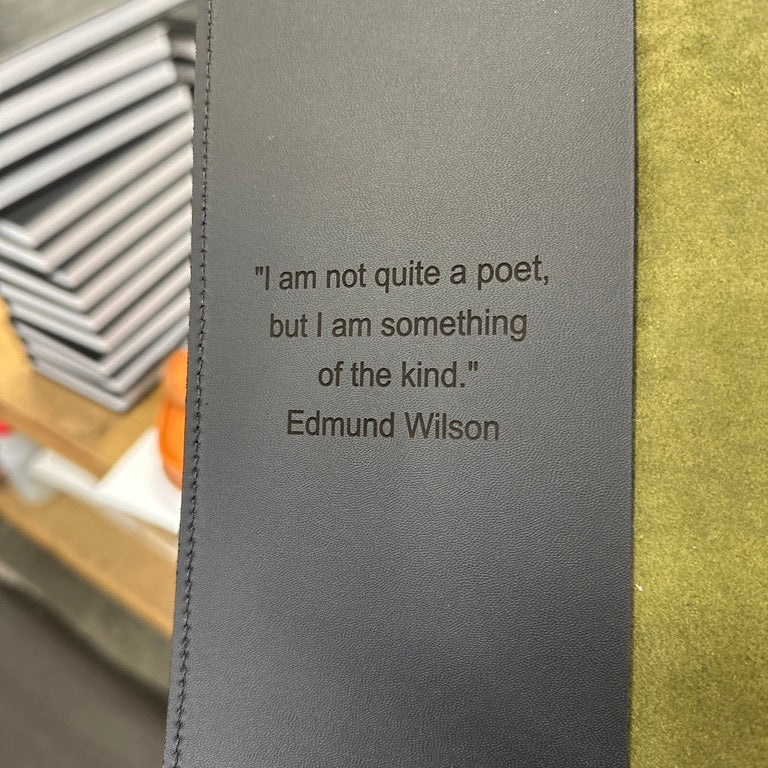 "I am not quite a poet,
but I am something
of the kind."
Edmund Wilson